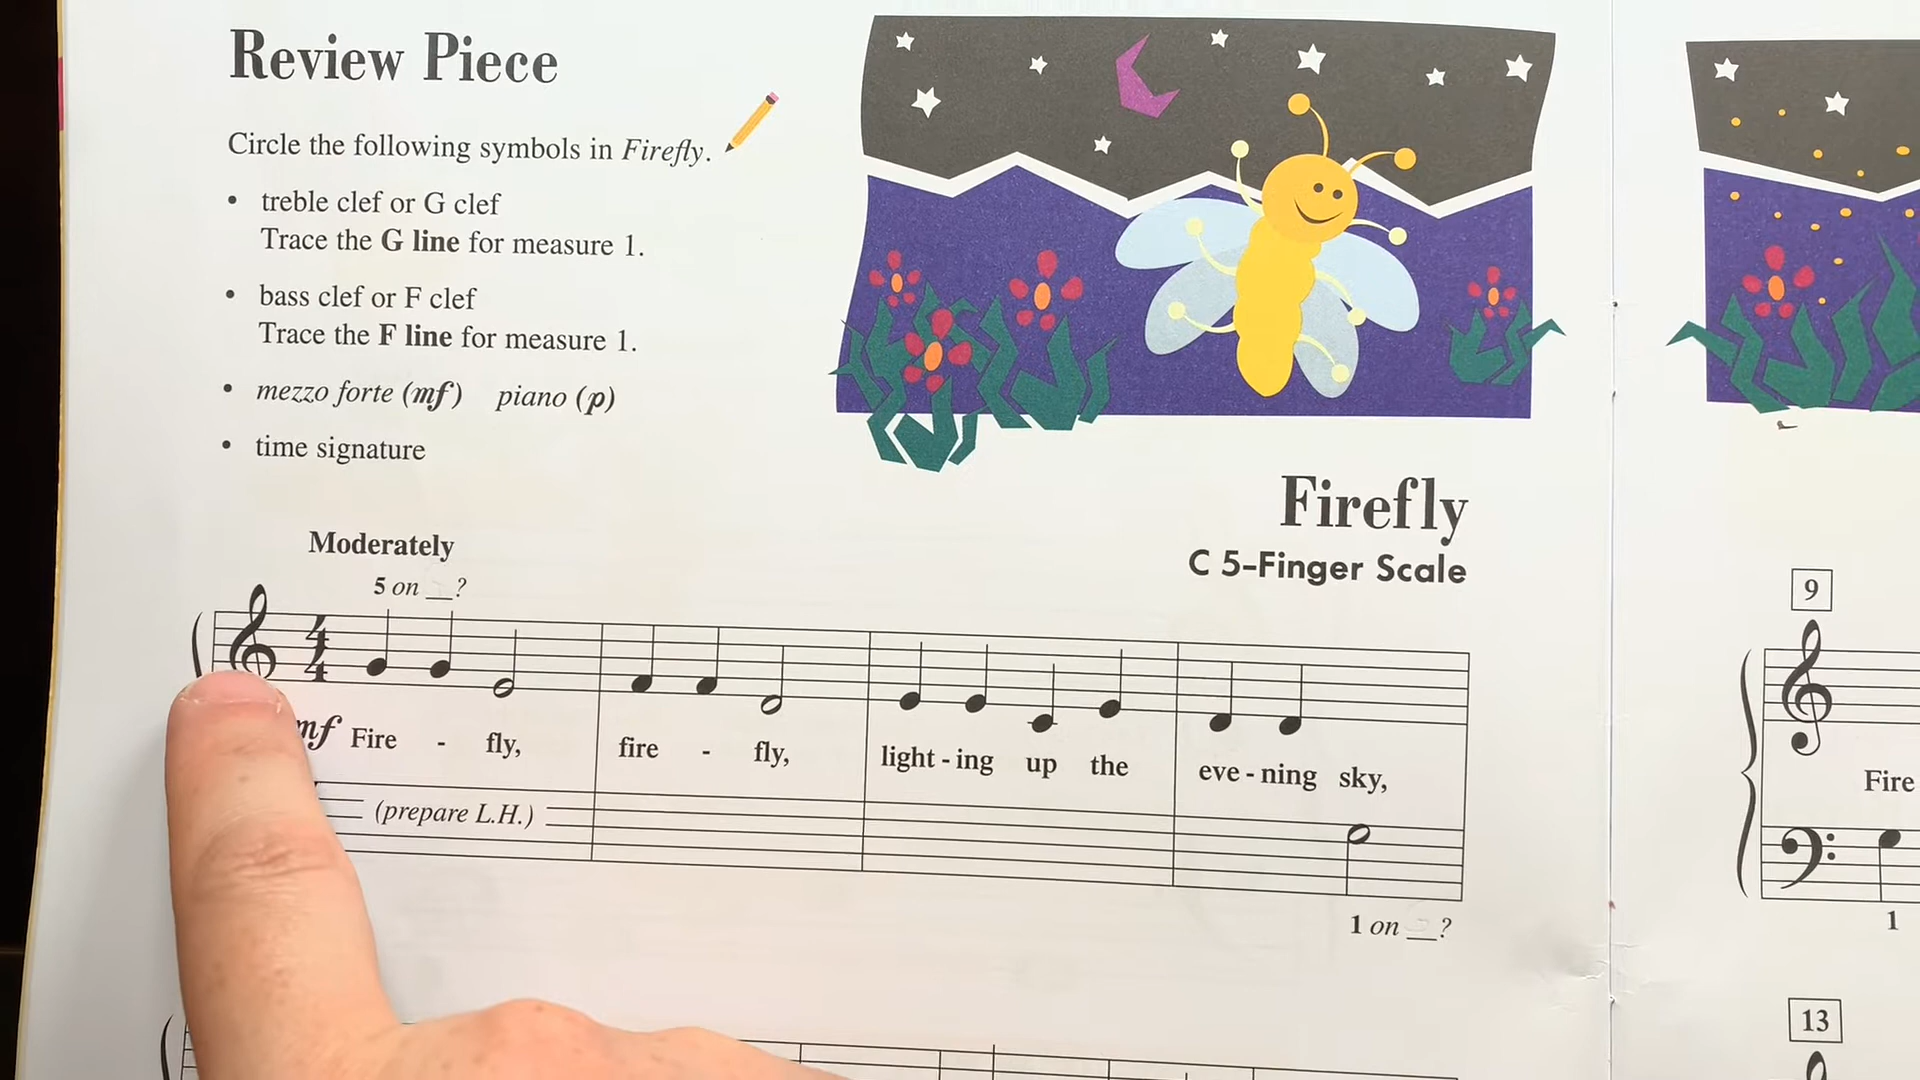 Review Piece
Circle the following symbols in Firefly.
• treble clef or G clef
Trace the G line for measure 1.
• bass clef or F clef
Trace the F line for measure 1.
• mezzo forte (mf) piano (p)
• time signature
Firefly
C 5-Finger Scale
Moderately
5 on __?
4
4
mf Fire - fly, fire - fly, light - ing up the eve - ning sky,
(prepare L.H.)
1 on __?
9
Fire
1
13